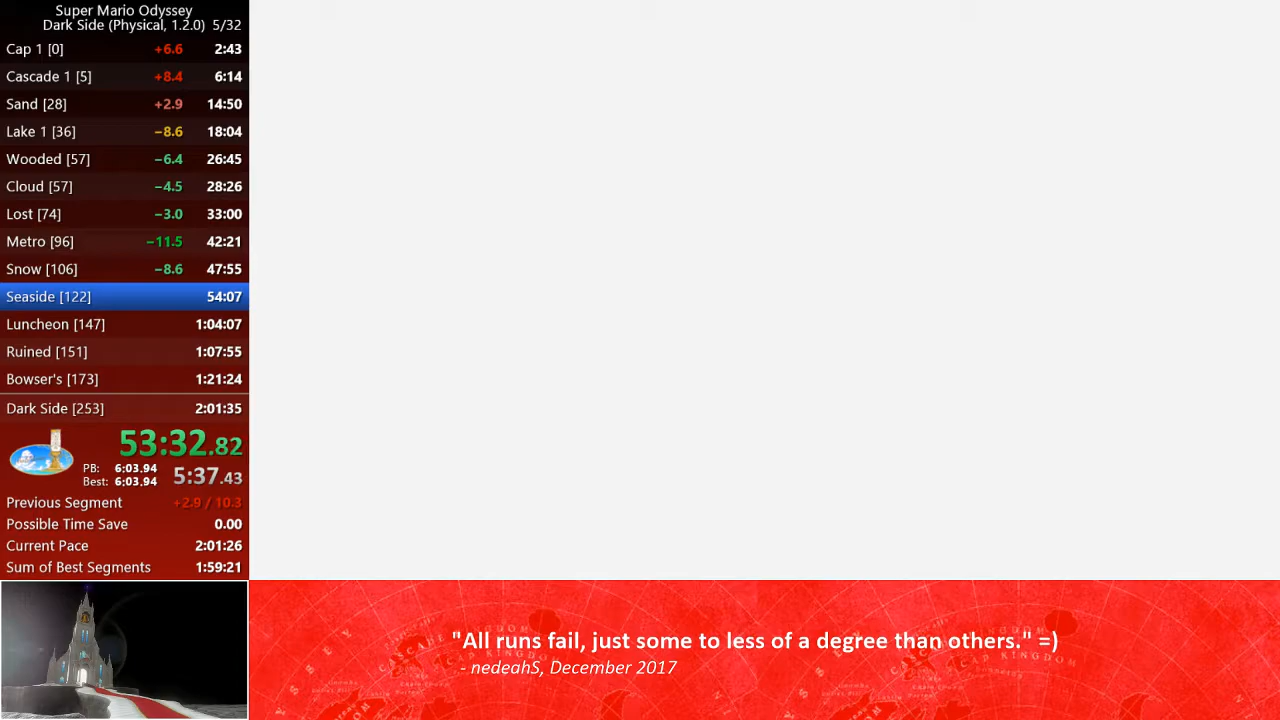 Super Mario Odyssey
Dark Side (Physical, 1.2.0) 5/32
Cap 1 [0] +6.6 2:43
Cascade 1 [5] +8.4 6:14
Sand [28] +2.9 14:50
Lake 1 [36] −8.6 18:04
Wooded [57] −6.4 26:45
Cloud [57] −4.5 28:26
Lost [74] −3.0 33:00
Metro [96] −11.5 42:21
Snow [106] −8.6 47:55
Seaside [122] 54:07
Luncheon [147] 1:04:07
Ruined [151] 1:07:55
Bowser's [173] 1:21:24
Dark Side [253] 2:01:35
53:32.82
PB: 6:03.94 5:37.43
Best: 6:03.94
Previous Segment +2.9 / 10.3
Possible Time Save 0.00
Current Pace 2:01:26
Sum of Best Segments 1:59:21
"All runs fail, just some to less of a degree than others." =)
- nedeahS, December 2017